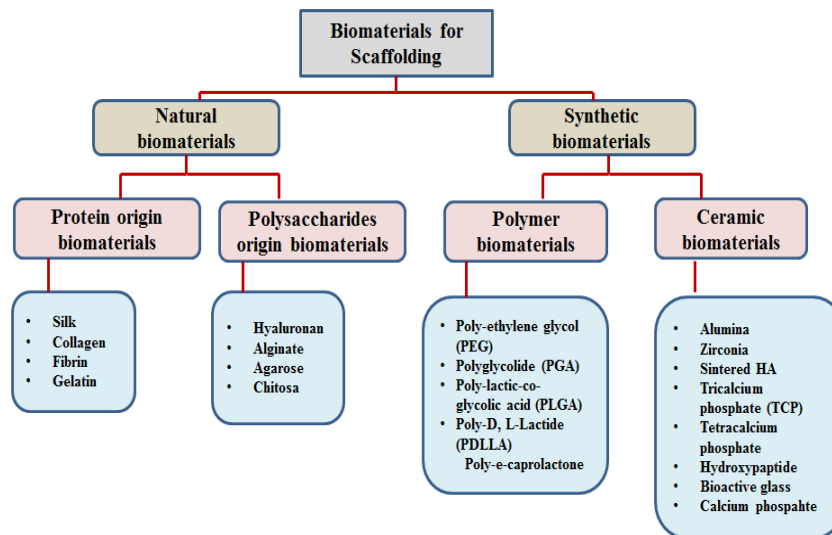 Biomaterials for
Scaffolding
Natural
biomaterials
Synthetic
biomaterials
Protein origin
biomaterials
Polysaccharides
origin biomaterials
Polymer
biomaterials
Ceramic
biomaterials
• Silk
• Collagen
• Fibrin
• Gelatin
• Hyaluronan
• Alginate
• Agarose
• Chitosa
• Poly-ethylene glycol
(PEG)
• Polyglycolide (PGA)
• Poly-lactic-co-
glycolic acid (PLGA)
• Poly-D, L-Lactide
(PDLLA)
Poly-e-caprolactone
• Alumina
• Zirconia
• Sintered HA
• Tricalcium
phosphate (TCP)
• Tetracalcium
phosphate
• Hydroxypaptide
• Bioactive glass
• Calcium phospahte